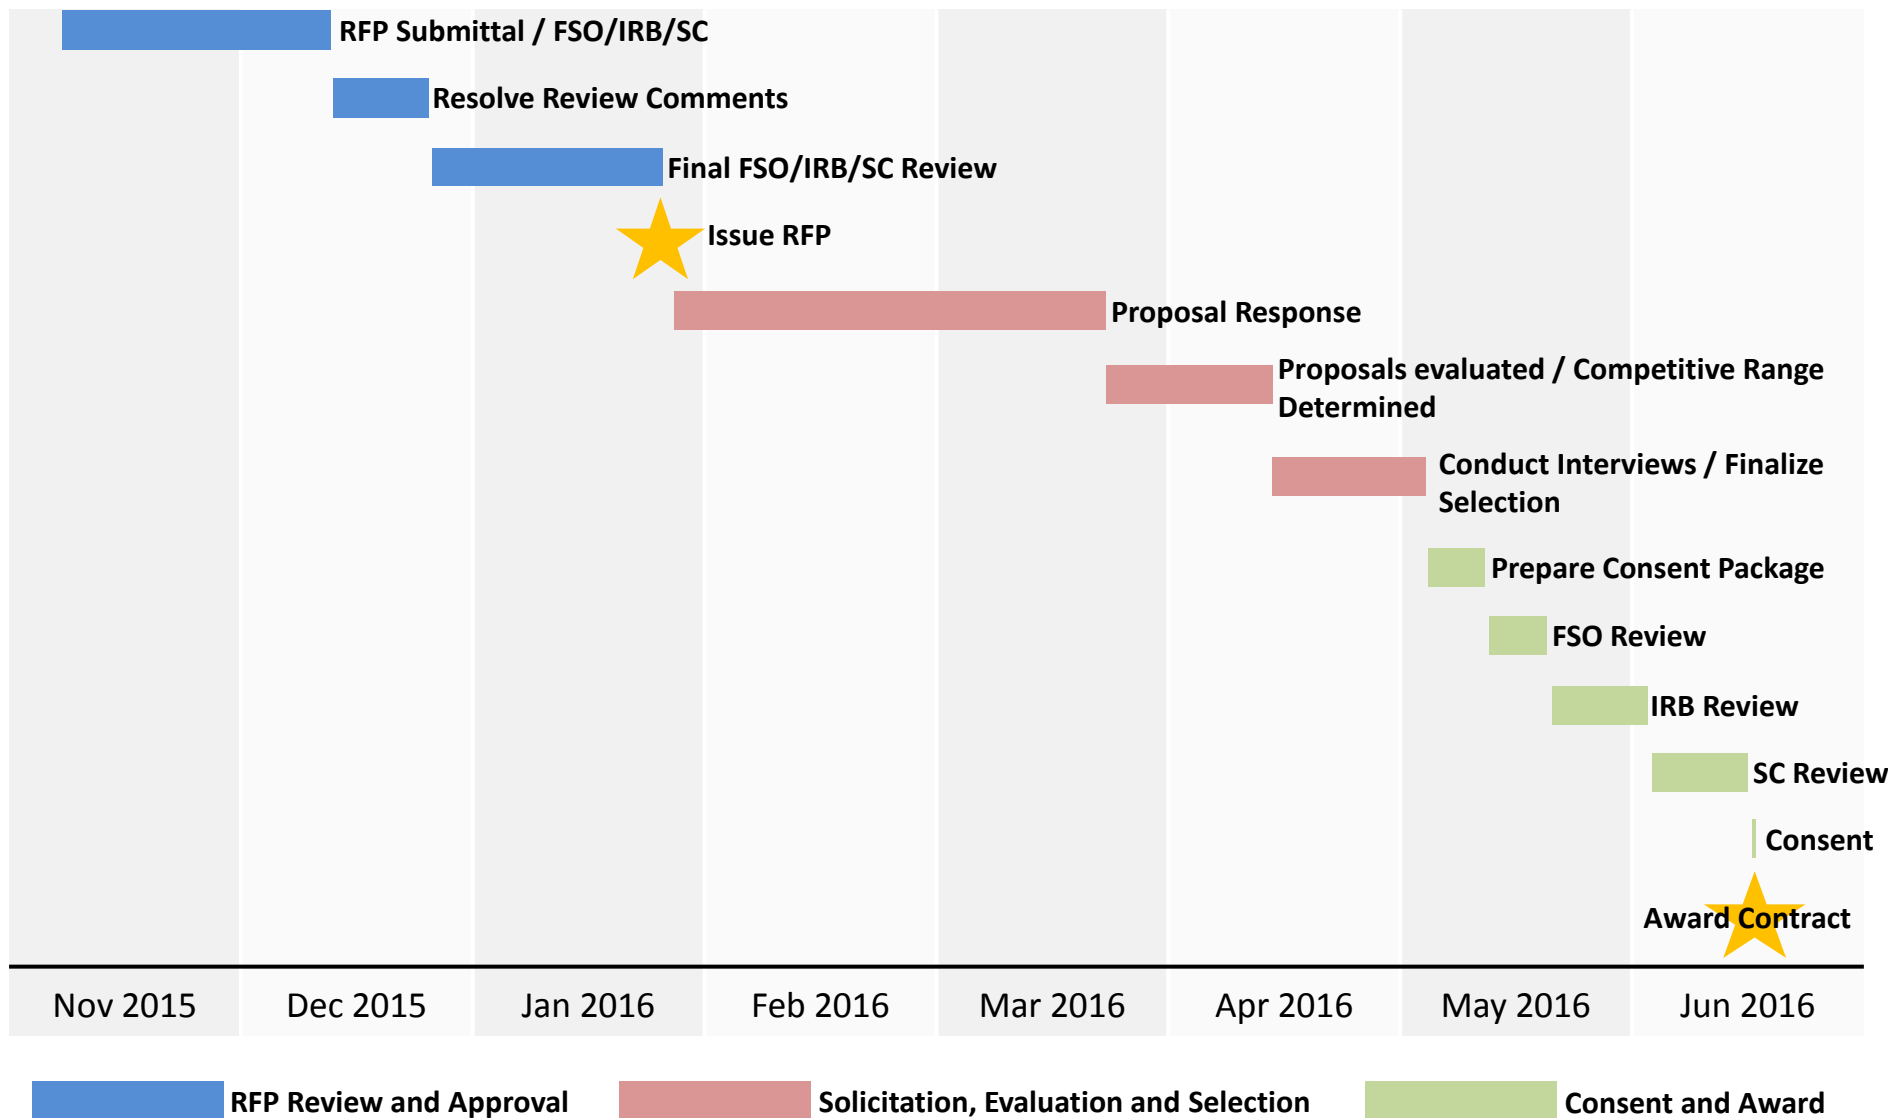 RFP Submittal / FSO/IRB/SC
Resolve Review Comments
Final FSO/IRB/SC Review
Issue RFP
Proposal Response
Proposals evaluated / Competitive Range
Determined
Conduct Interviews / Finalize
Selection
Prepare Consent Package
FSO Review
IRB Review
SC Review
Consent
Award Contract
Nov 2015 Dec 2015 Jan 2016 Feb 2016 Mar 2016 Apr 2016 May 2016 Jun 2016
RFP Review and Approval Solicitation, Evaluation and Selection Consent and Award